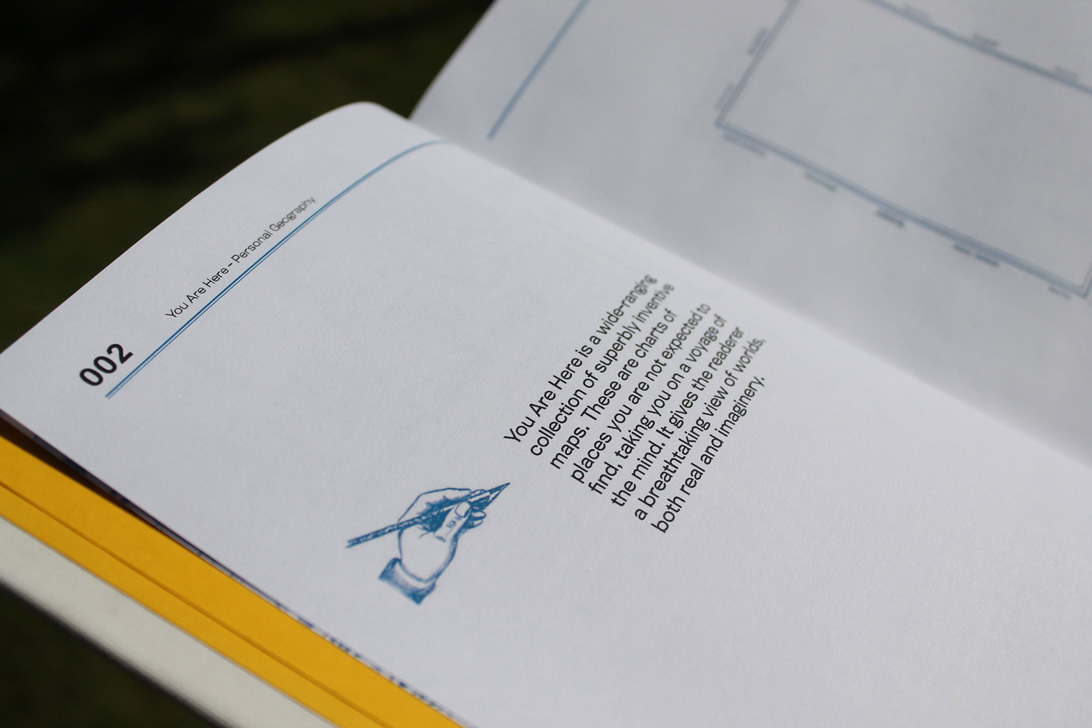 002
You Are Here - Personal Geography
You Are Here is a wide-ranging
collection of superbly inventive
maps. These are charts of
places you are not expected to
find, taking you on a voyage of
the mind. It gives the readerer
a breathtaking view of worlds,
both real and imaginery.